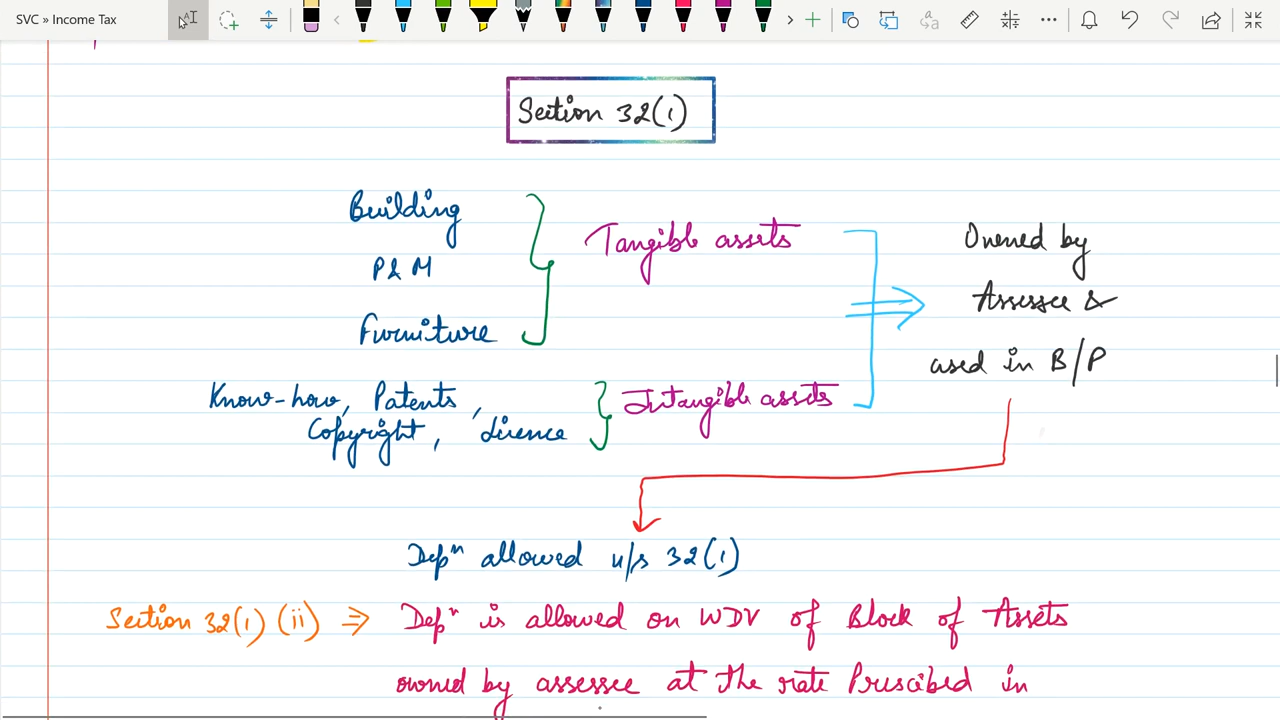 SVC » Income Tax
Section 32(1)
Building
P & M
Furniture
Tangible assets
Know-how, Patents,
Copyright, Licence
Intangible assets
Owned by
Assessee &
used in B/P
Depⁿ allowed u/s 32(1)
Section 32(1) (ii) ⇒ Depⁿ is allowed on WDV of Block of Assets
owned by assessee at the rate Prescibed in